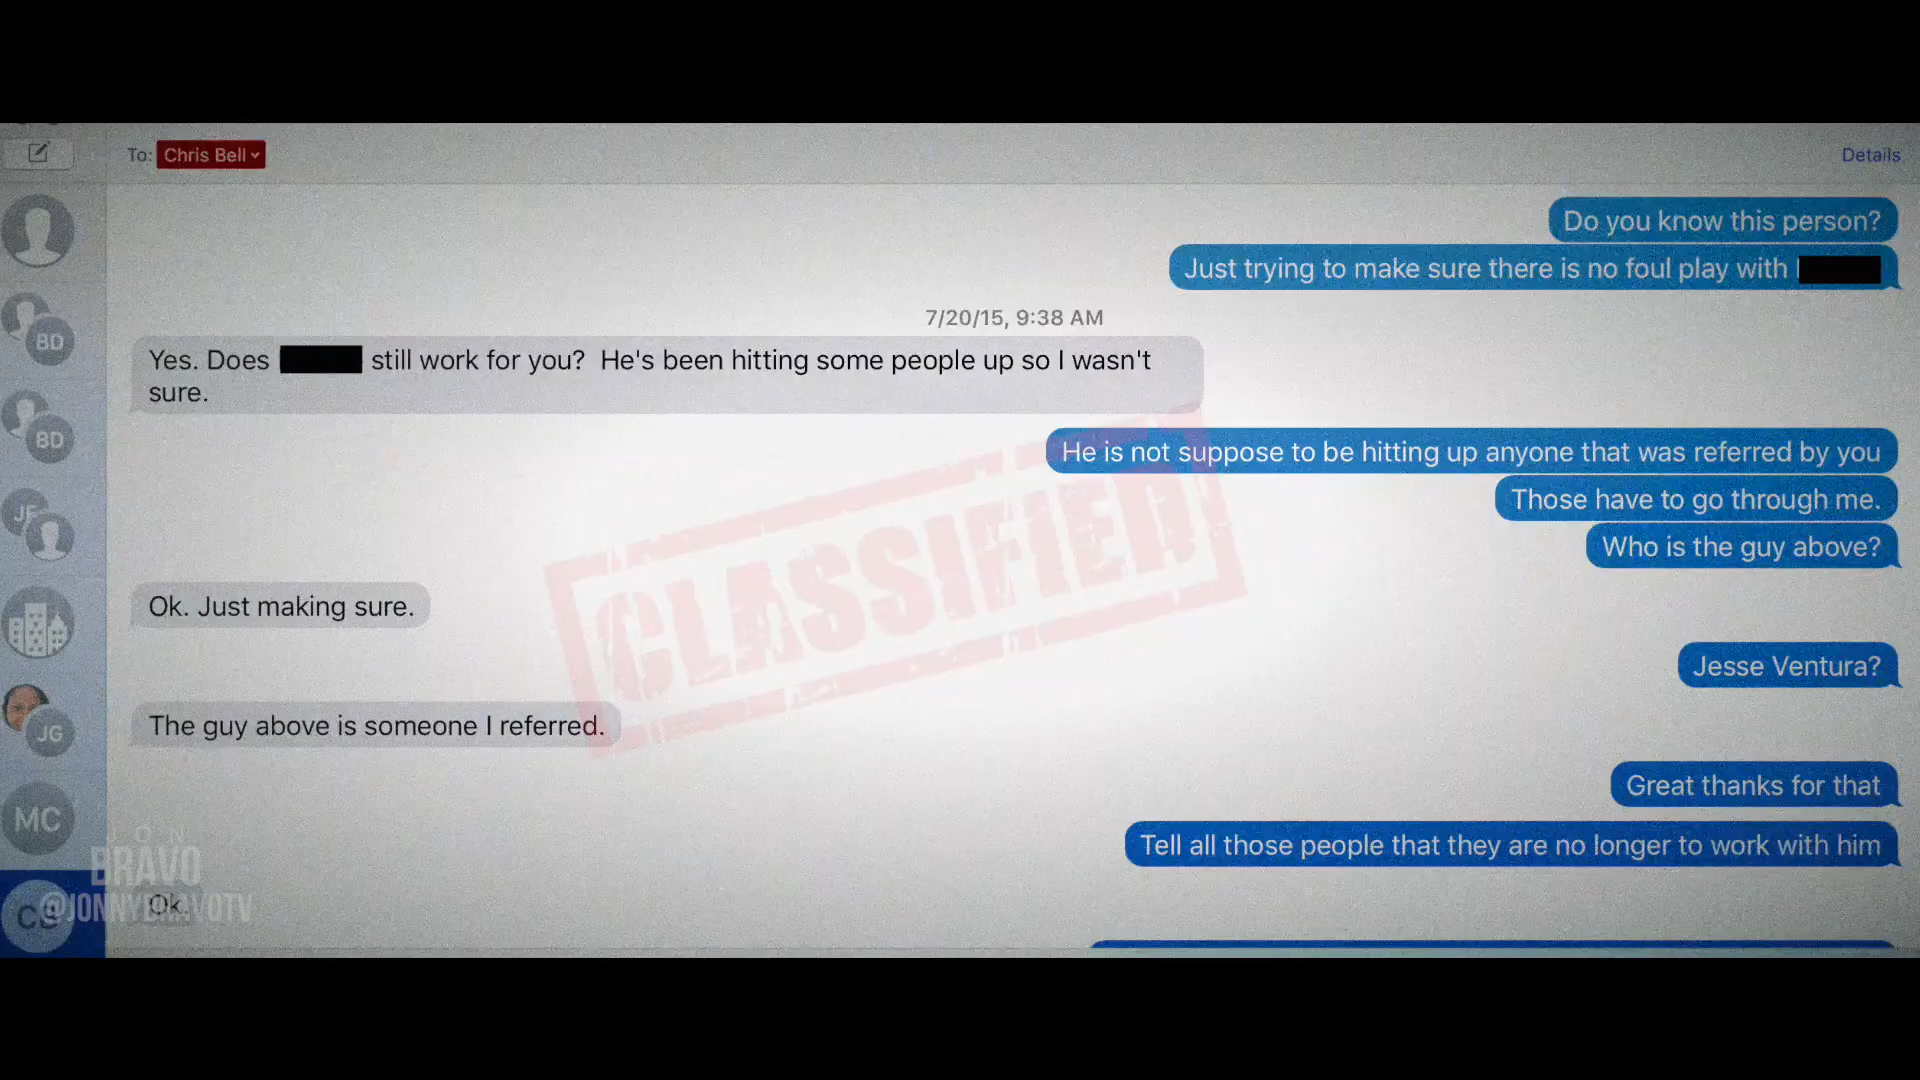 To: Chris Bell
Details
Do you know this person?
Just trying to make sure there is no foul play with
7/20/15, 9:38 AM
Yes. Does still work for you? He's been hitting some people up so I wasn't
sure.
He is not suppose to be hitting up anyone that was referred by you
Those have to go through me.
Who is the guy above?
Ok. Just making sure.
Jesse Ventura?
The guy above is someone I referred.
Great thanks for that
Tell all those people that they are no longer to work with him
Ok.
CLASSIFIED
BD
BD
JF
JG
MC
CB
JON
BRAVO
@JONNYBRAVOTV